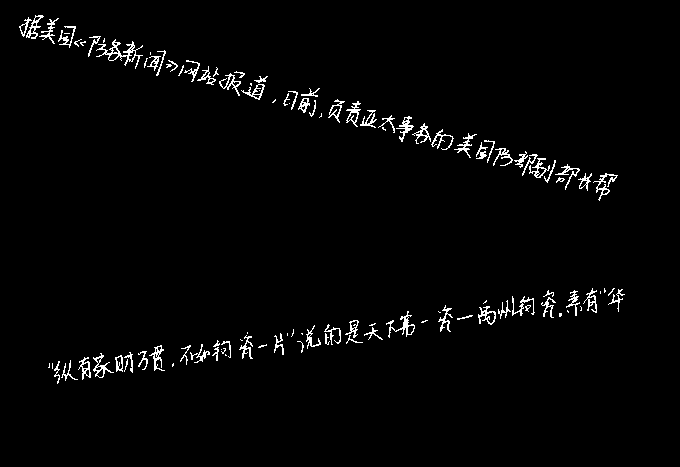 据美国《防务新闻》网站报道,日前,负责亚太事务的美国防部副部长帮
“纵有家财万贯,不如钧瓷一片”说的是天下第一瓷一禹州钧瓷.素有“华